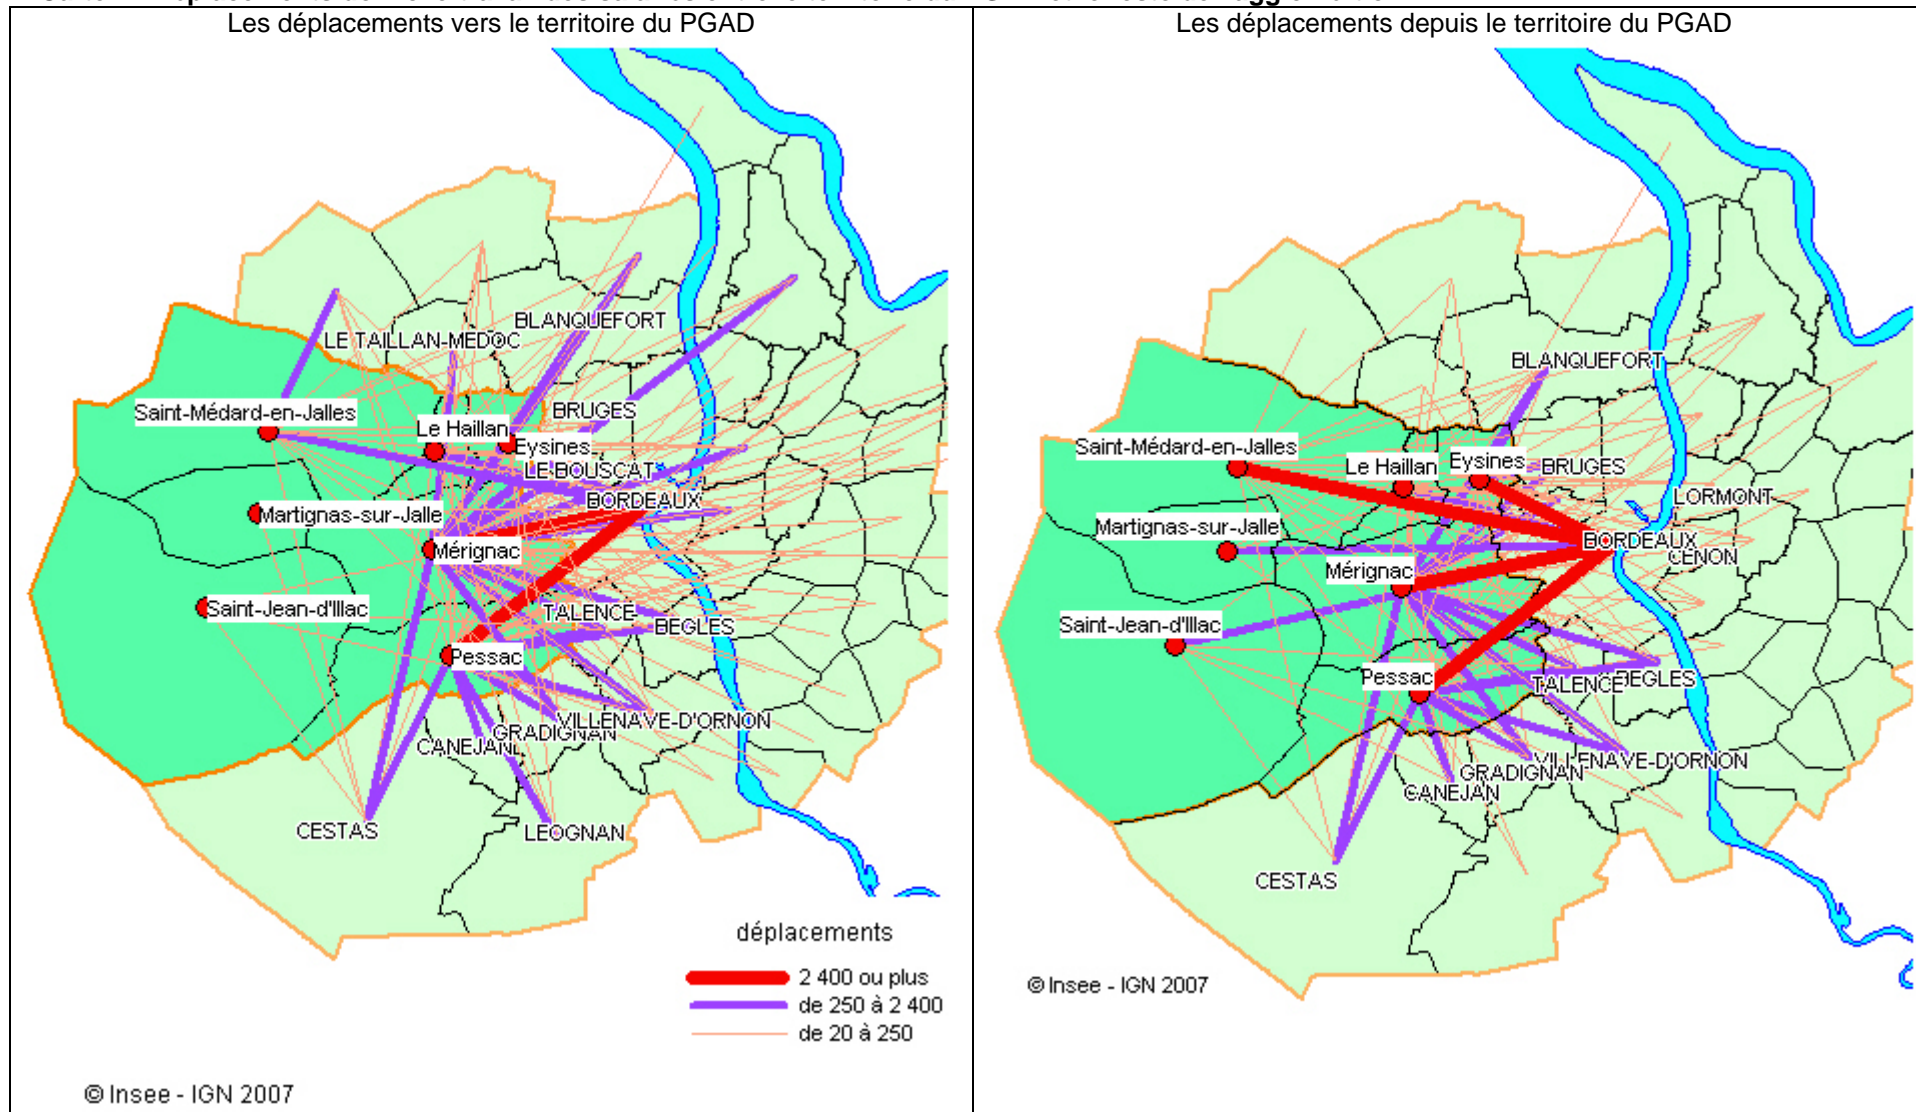 Les déplacements vers le territoire du PGAD
LE TAILLAN-MEDOC
BLANQUEFORT
Saint-Médard-en-Jalles
BRUGES
Le Haillan
Eysines
LE BOUSCAT
BORDEAUX
Martignas-sur-Jalle
Mérignac
Saint-Jean-d'Illac
TALENCE
BEGLES
Pessac
VILLENAVE-D'ORNON
GRADIGNAN
CANEJAN
CESTAS
LEOGNAN
déplacements
2 400 ou plus
de 250 à 2 400
de 20 à 250
© Insee - IGN 2007
Les déplacements depuis le territoire du PGAD
BLANQUEFORT
Saint-Médard-en-Jalles
Le Haillan
Eysines
BRUGES
LORMONT
Martignas-sur-Jalle
BORDEAUX
CENON
Mérignac
Saint-Jean-d'Illac
Pessac
TALENCE
BEGLES
VILLENAVE-D'ORNON
GRADIGNAN
CANEJAN
CESTAS
© Insee - IGN 2007